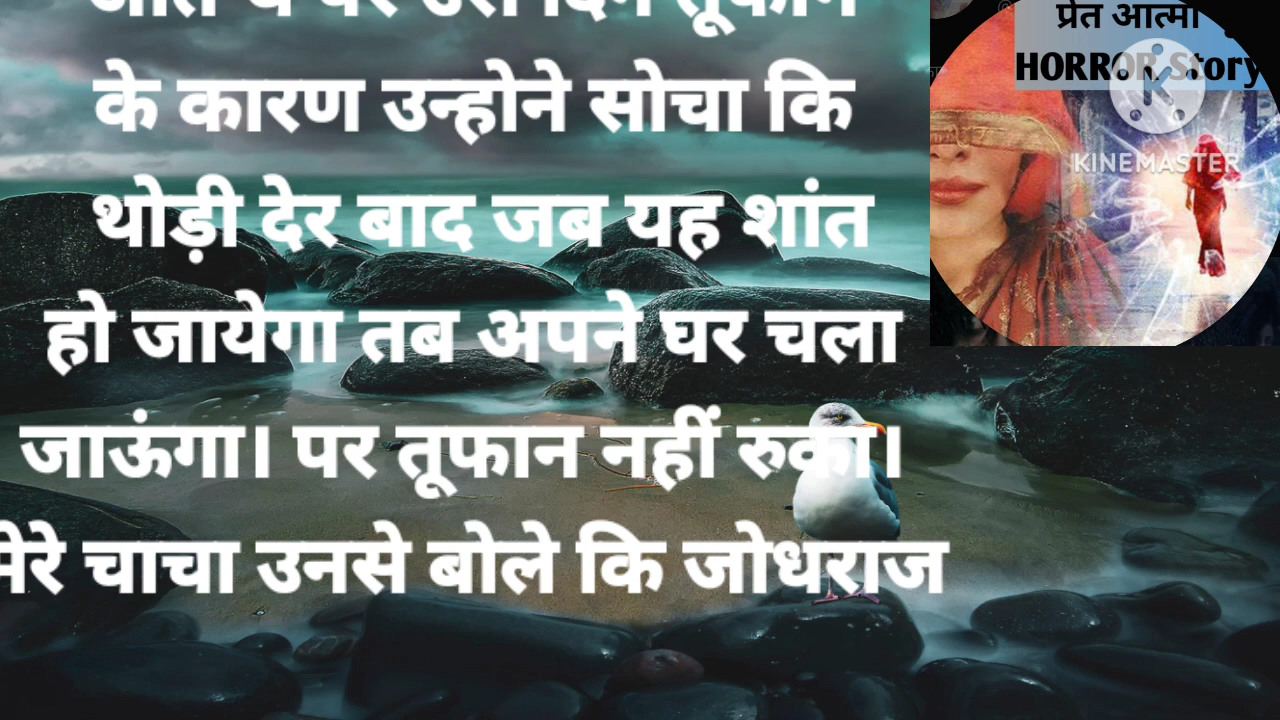 के कारण उन्होने सोचा कि
थोड़ी देर बाद जब यह शांत
हो जायेगा तब अपने घर चला
जाऊंगा। पर तूफान नहीं रुका।
मेरे चाचा उनसे बोले कि जोधराज
प्रेत आत्मा
HORROR Story
KINEMASTER